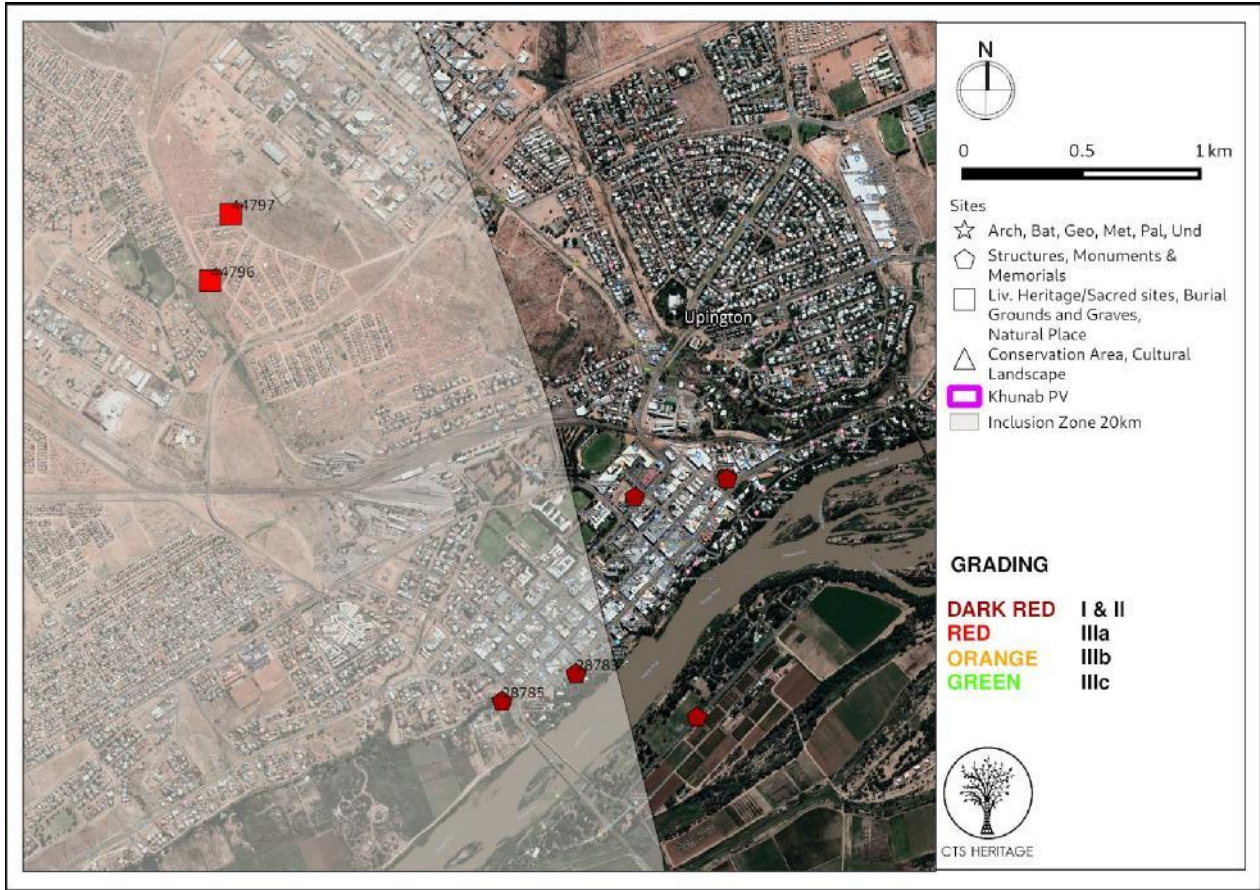 44797
44796
Upington
28783
28785
N
0 0.5 1 km
Sites
Arch, Bat, Geo, Met, Pal, Und
Structures, Monuments &
Memorials
Liv. Heritage/Sacred sites, Burial
Grounds and Graves,
Natural Place
Conservation Area, Cultural
Landscape
Khunab PV
Inclusion Zone 20km
GRADING
DARK RED I & II
RED IIIa
ORANGE IIIb
GREEN IIIc
CTS HERITAGE